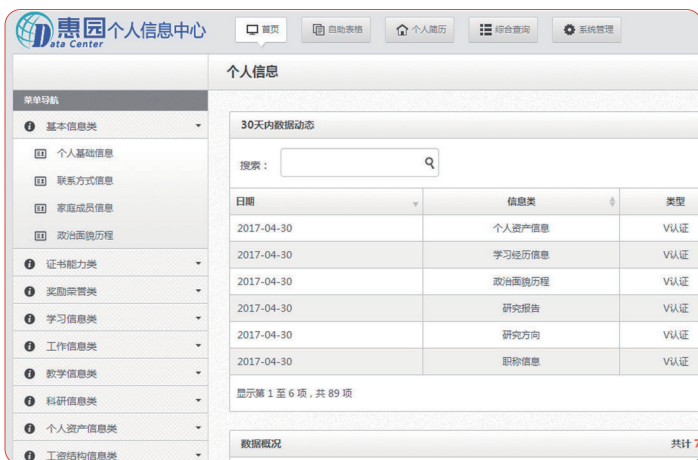 惠园个人信息中心
Data Center
首页
自助表格
个人简历
综合查询
系统管理
个人信息
菜单导航
基本信息类
个人基础信息
联系方式信息
家庭成员信息
政治面貌历程
证书能力类
奖励荣誉类
学习信息类
工作信息类
教学信息类
科研信息类
个人资产信息类
工资结构信息类
30天内数据动态
搜索：
日期 信息类 类型
2017-04-30 个人资产信息 V认证
2017-04-30 学习经历信息 V认证
2017-04-30 政治面貌历程 V认证
2017-04-30 研究报告 V认证
2017-04-30 研究方向 V认证
2017-04-30 职称信息 V认证
显示第 1 至 6 项，共 89 项
数据概况 共计 7